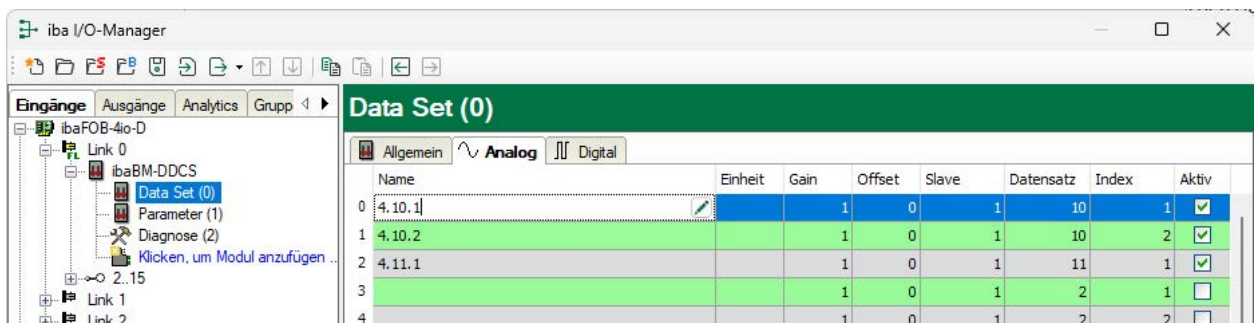 iba I/O-Manager
Eingänge Ausgänge Analytics Grupp
Data Set (0)
ibaFOB-4io-D
Link 0
ibaBM-DDCS
Data Set (0)
Parameter (1)
Diagnose (2)
Klicken, um Modul anzufügen ..
2..15
Link 1
Link 2
Allgemein Analog Digital
Name Einheit Gain Offset Slave Datensatz Index Aktiv
0 4.10.1 1 0 1 10 1
1 4.10.2 1 0 1 10 2
2 4.11.1 1 0 1 11 1
3 1 0 1 2 1
4 1 0 1 2 2